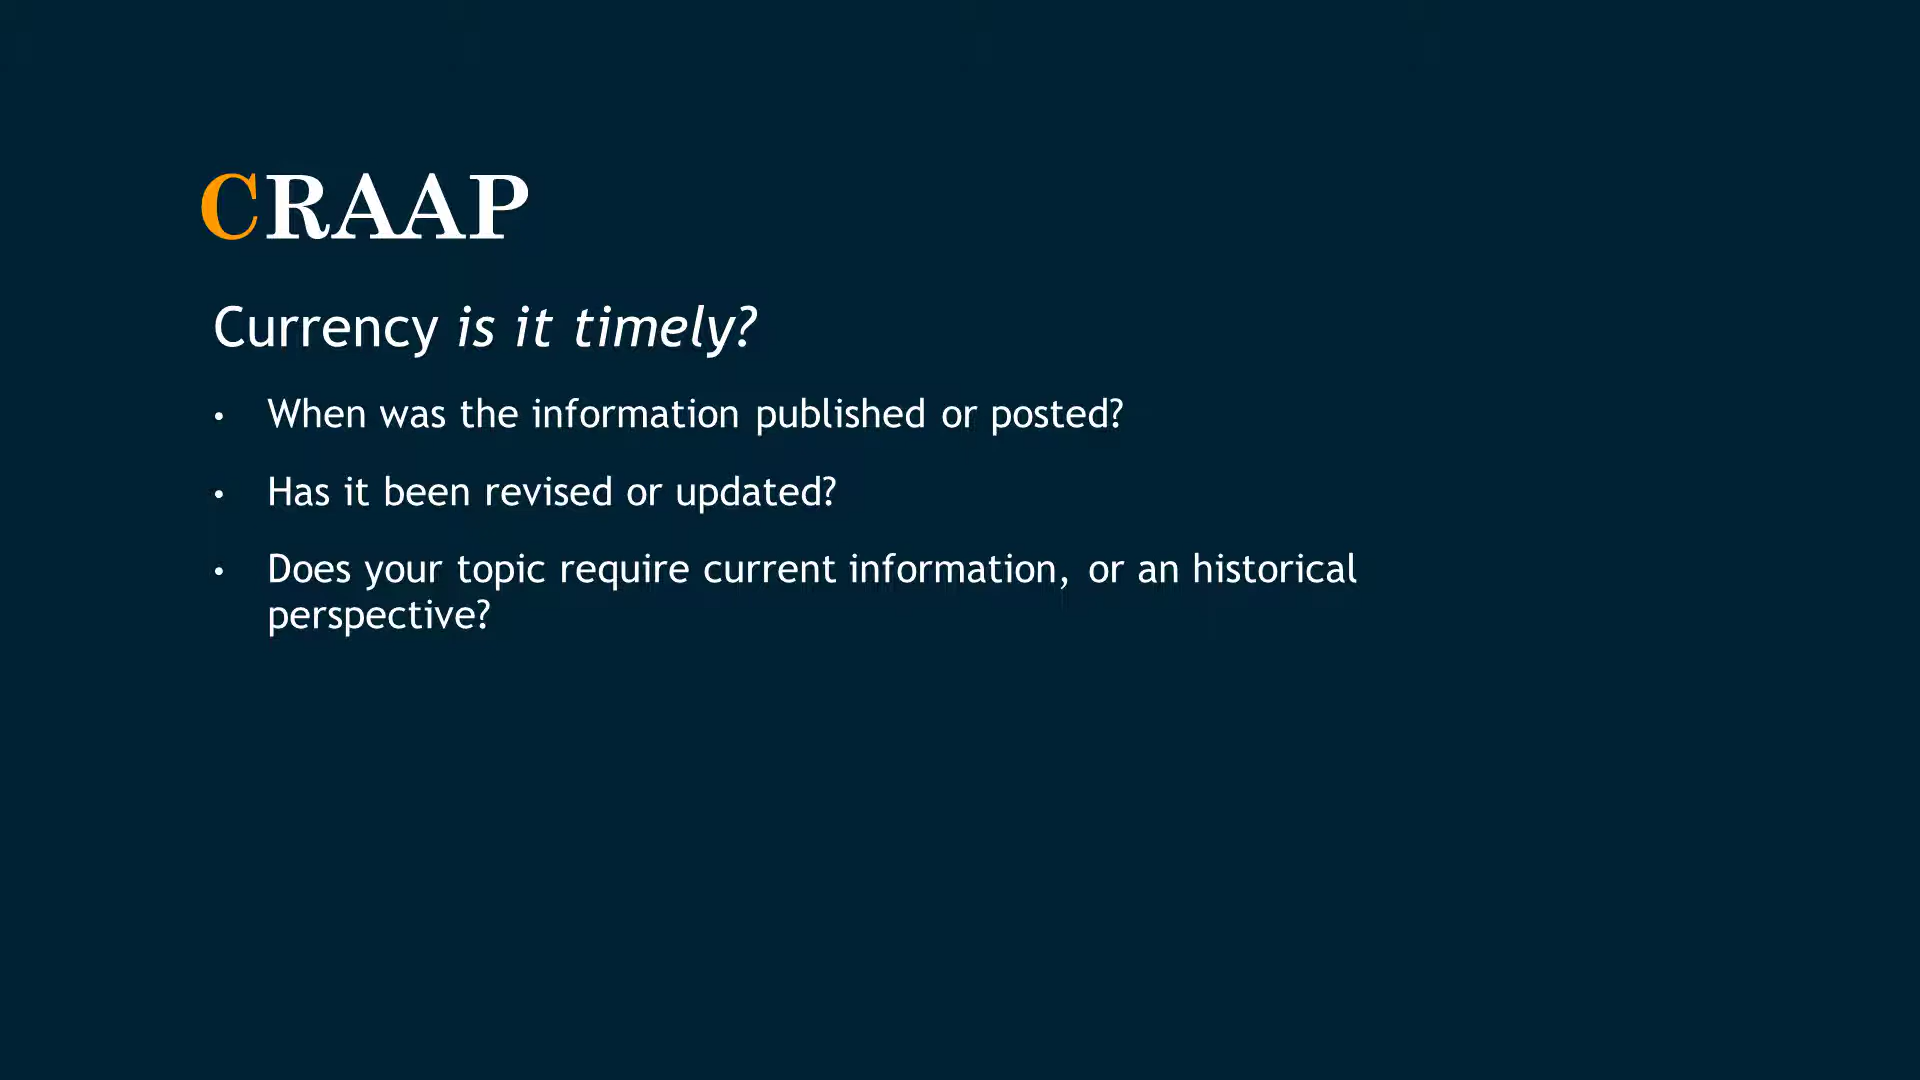 CRAAP
Currency is it timely?
• When was the information published or posted?
• Has it been revised or updated?
• Does your topic require current information, or an historical
perspective?